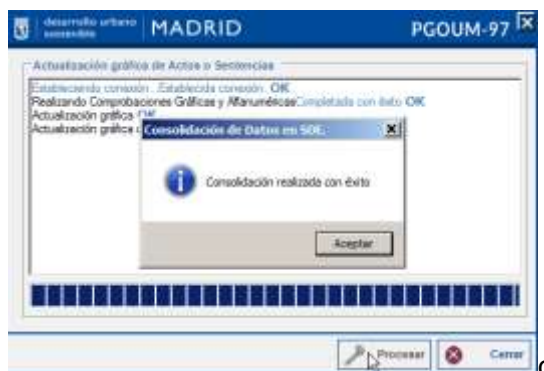 desarrollo urbano
sostenible
MADRID
PGOUM-97
Actualización gráfica de Actos o Sentencias
Estableciendo conexión...Establecida conexión. OK
Realizando Comprobaciones Gráficas y AlfanuméricasCompletada con éxito OK
Actualización gráfica OK
Actualización gráfica
Consolidación de Datos en SDE.
Consolidación realizada con éxito
Aceptar
Procesar
Cerrar